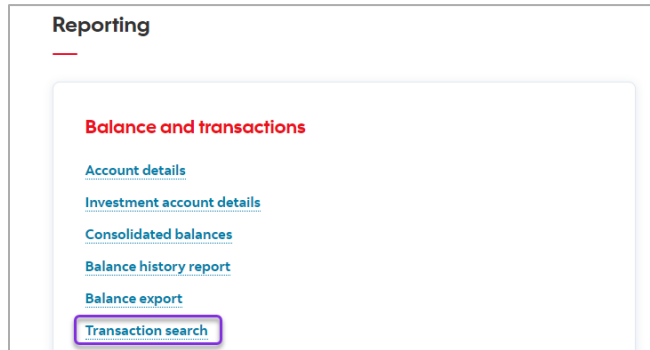 Reporting
Balance and transactions
Account details
Investment account details
Consolidated balances
Balance history report
Balance export
Transaction search